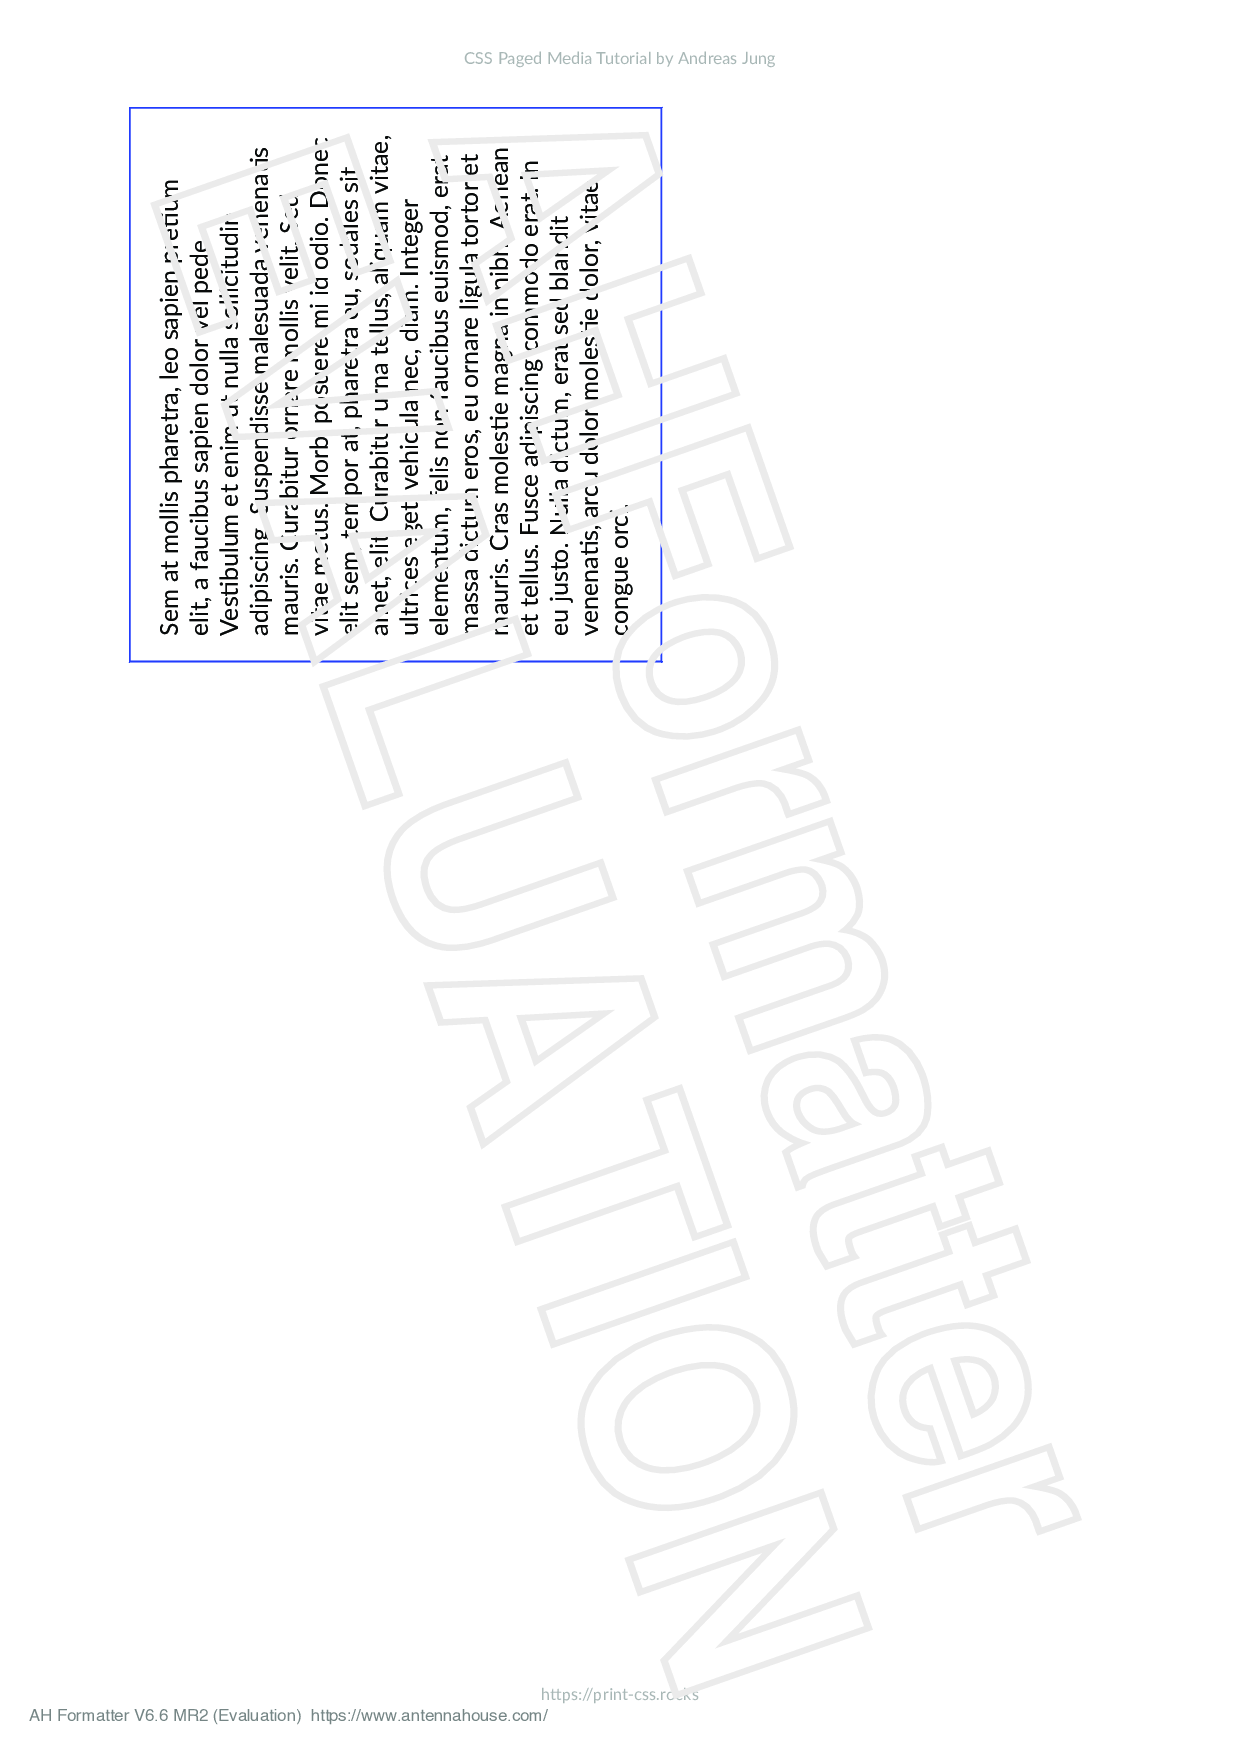 CSS Paged Media Tutorial by Andreas Jung
Sem at mollis pharetra, leo sapien pretium
elit, a faucibus sapien dolor vel pede.
Vestibulum et enim ut nulla sollicitudin
adipiscing. Suspendisse malesuada venenatis
mauris. Curabitur ornare mollis velit. Sed
vitae metus. Morbi posuere mi id odio. Donec
elit sem, tempor at, pharetra eu, sodales sit
amet, elit. Curabitur urna tellus, aliquam vitae,
ultrices eget, vehicula nec, diam. Integer
elementum, felis non faucibus euismod, erat
massa dictum eros, eu ornare ligula tortor et
mauris. Cras molestie magna in nibh. Aenean
et tellus. Fusce adipiscing commodo erat. In
eu justo. Nulla dictum, erat sed blandit
venenatis, arcu dolor molestie dolor, vitae
congue orci
AHFormatter
EVALUATION
https://print-css.rocks
AH Formatter V6.6 MR2 (Evaluation) https://www.antennahouse.com/